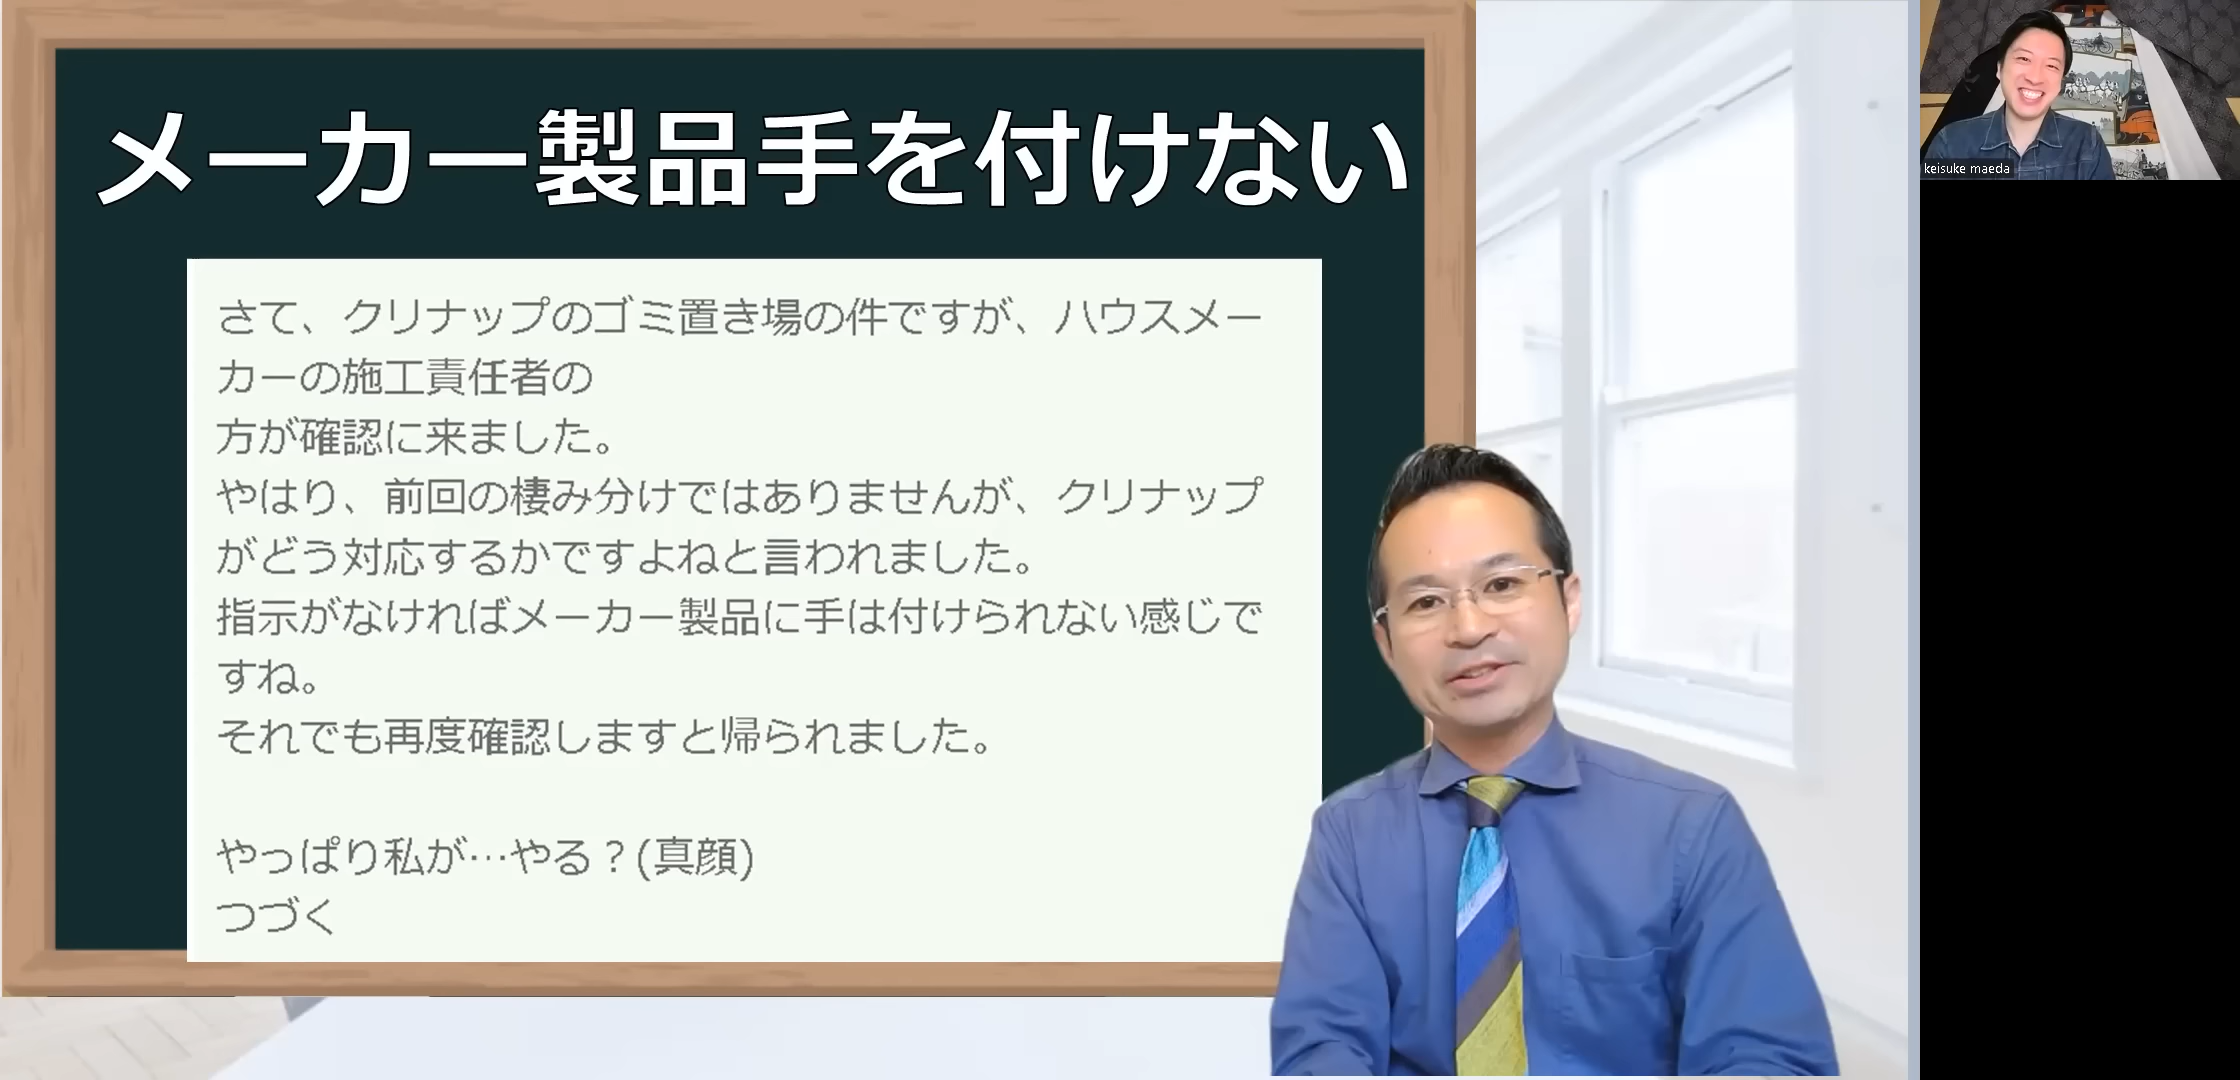 メーカー製品手を付けない
さて、クリナップのゴミ置き場の件ですが、ハウスメー
カーの施工責任者の
方が確認に来ました。
やはり、前回の棲み分けではありませんが、クリナップ
がどう対応するかですよねと言われました。
指示がなければメーカー製品に手は付けられない感じで
すね。
それでも再度確認しますと帰られました。
やっぱり私が…やる？(真顔)
つづく
keisuke maeda